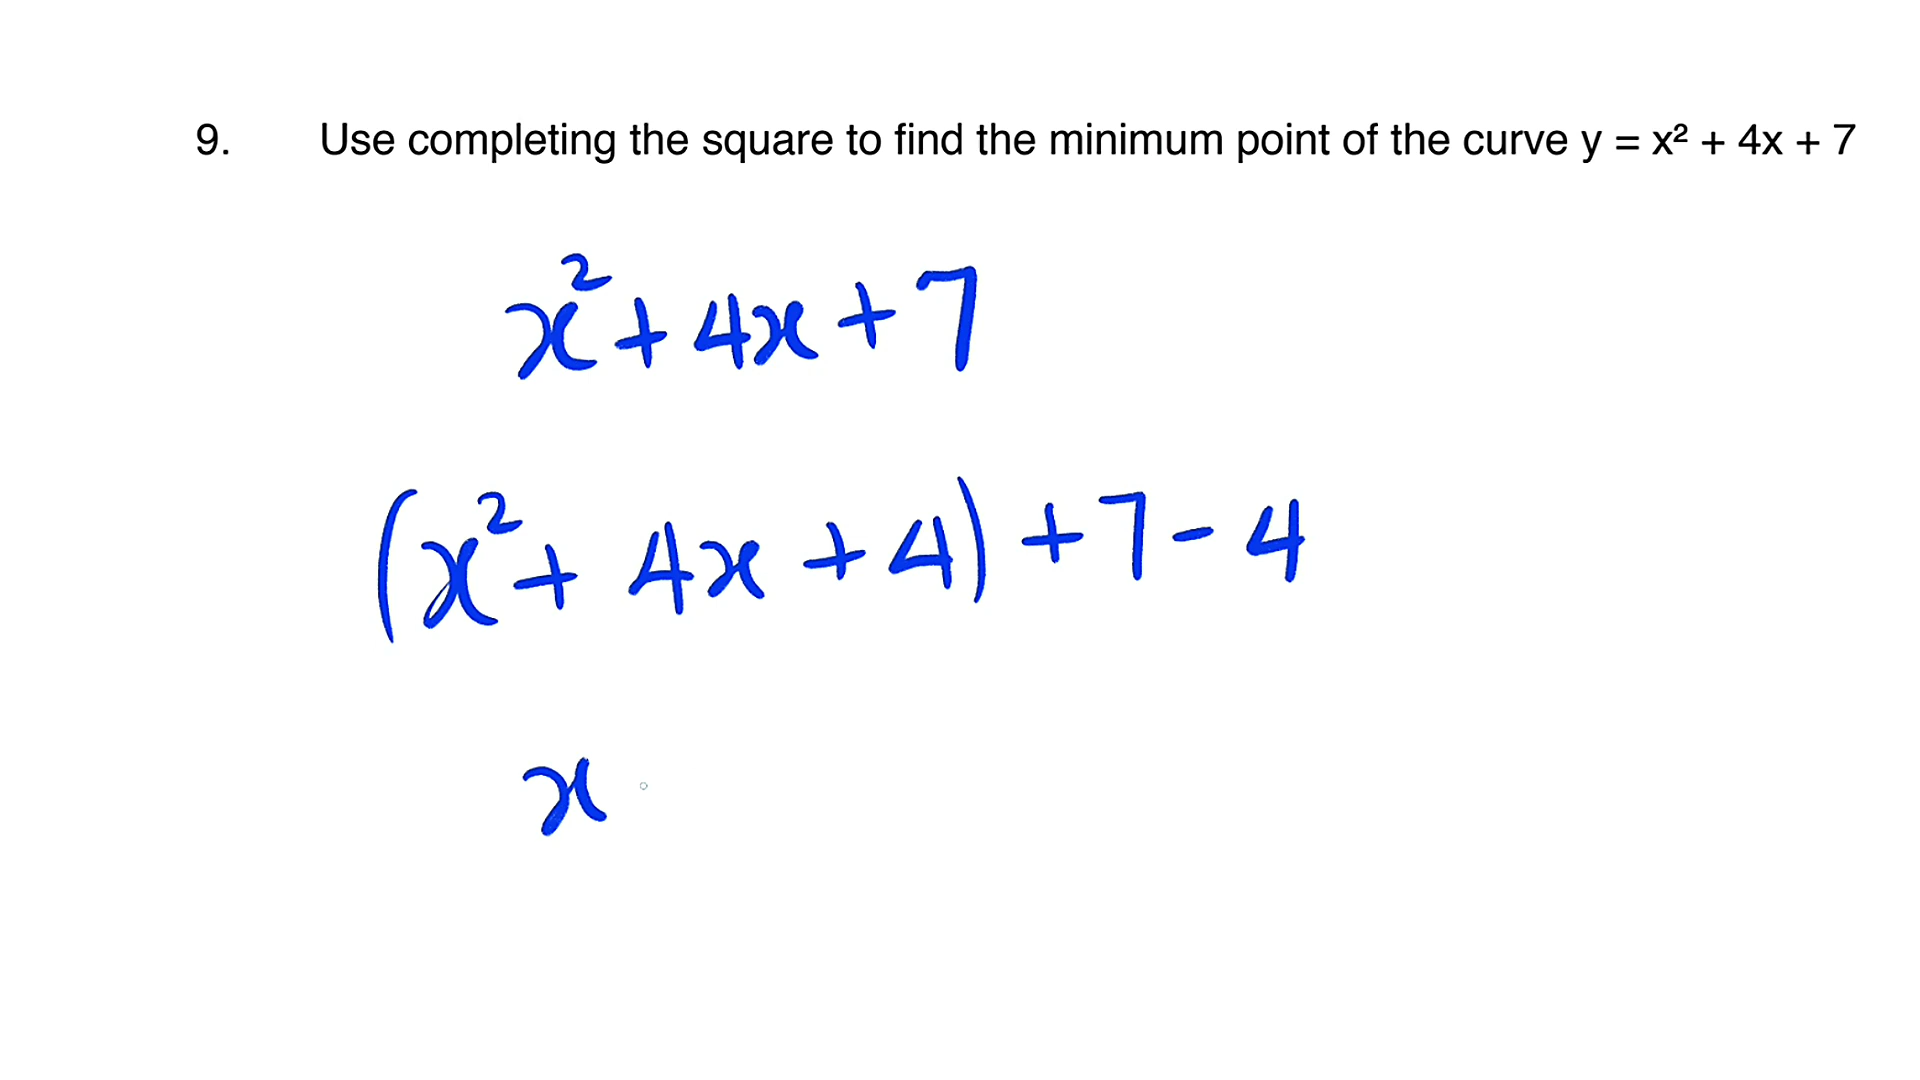 9. Use completing the square to find the minimum point of the curve y = x² + 4x + 7
x² + 4x + 7
(x² + 4x + 4) + 7 - 4
x